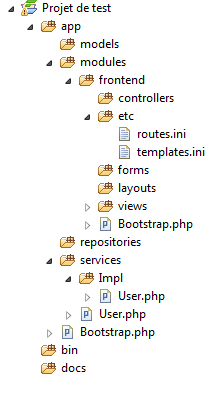 Projet de test
app
models
modules
frontend
controllers
etc
routes.ini
templates.ini
forms
layouts
views
Bootstrap.php
repositories
services
Impl
User.php
User.php
Bootstrap.php
bin
docs